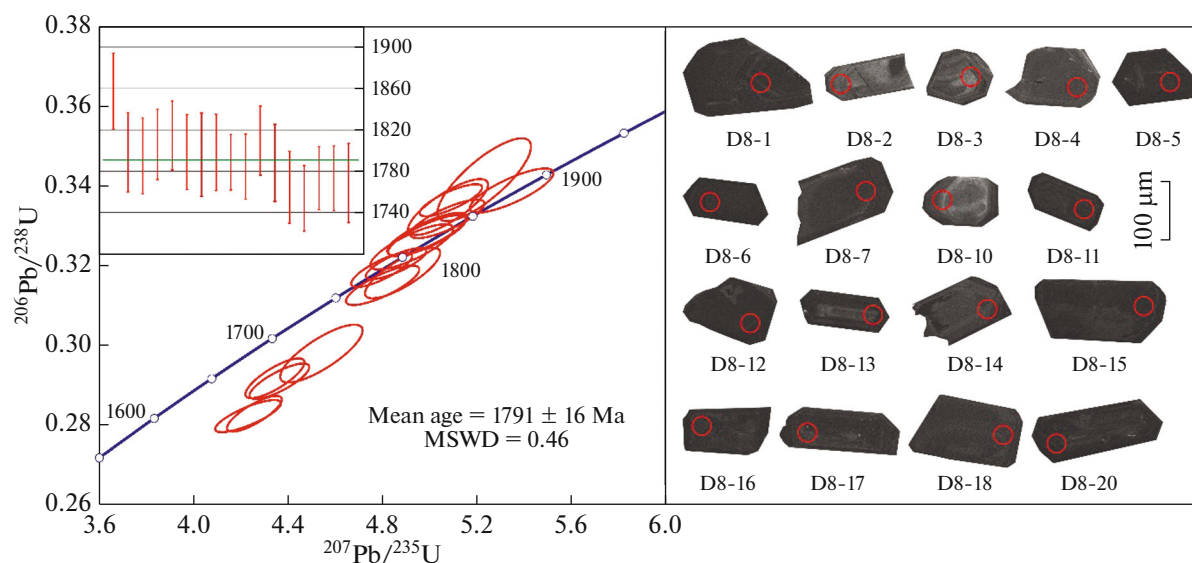 0.38
0.36
0.34
0.32
0.30
0.28
0.26
²⁰⁶Pb/²³⁸U
1900
1860
1820
1780
1740
1900
1800
1700
1600
Mean age = 1791 ± 16 Ma
MSWD = 0.46
3.6 4.0 4.4 4.8 5.2 5.6 6.0
²⁰⁷Pb/²³⁵U
D8-1 D8-2 D8-3 D8-4 D8-5
D8-6 D8-7 D8-10 D8-11
100 μm
D8-12 D8-13 D8-14 D8-15
D8-16 D8-17 D8-18 D8-20